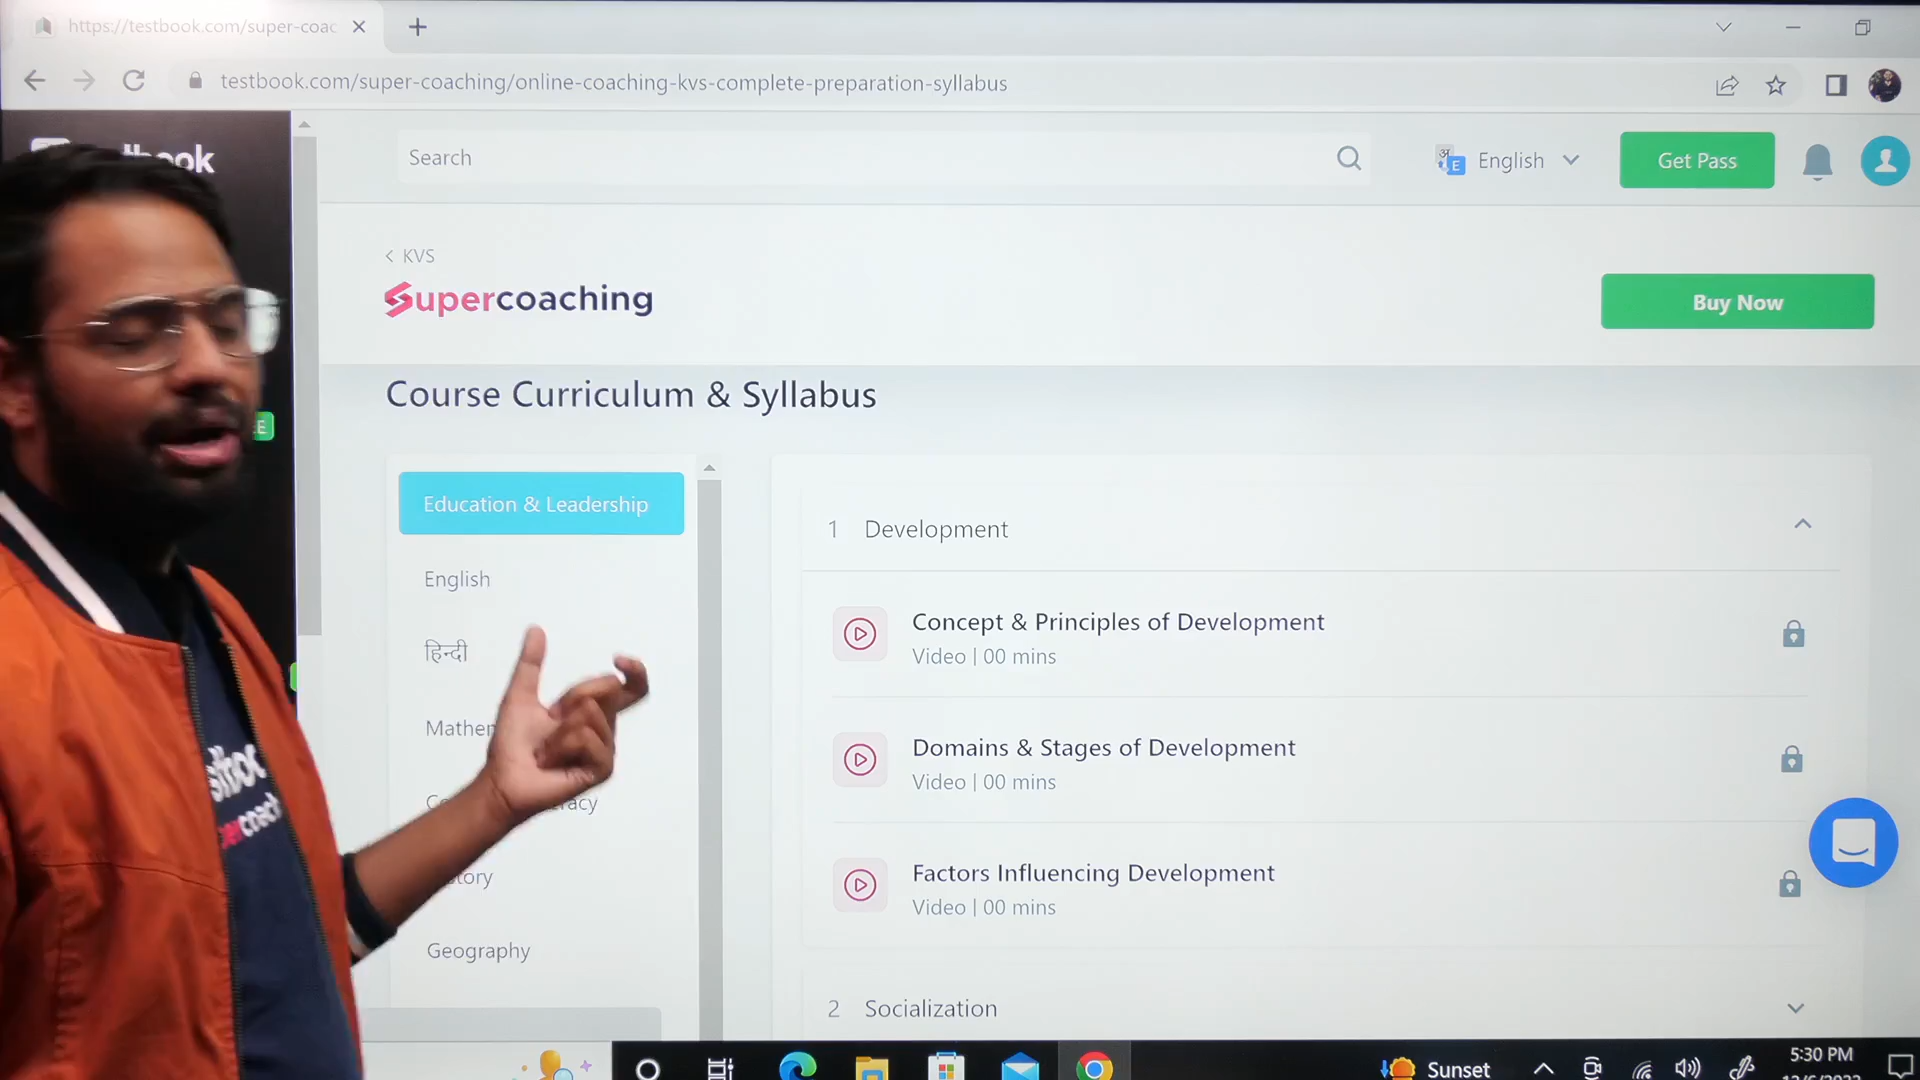 https://testbook.com/super-coac
testbook.com/super-coaching/online-coaching-kvs-complete-preparation-syllabus
Search
English
Get Pass
KVS
Supercoaching
Buy Now
Course Curriculum & Syllabus
Education & Leadership
English
हिन्दी
Geography
1 Development
Concept & Principles of Development
Video | 00 mins
Domains & Stages of Development
Video | 00 mins
Factors Influencing Development
Video | 00 mins
2 Socialization
Sunset
5:30 PM